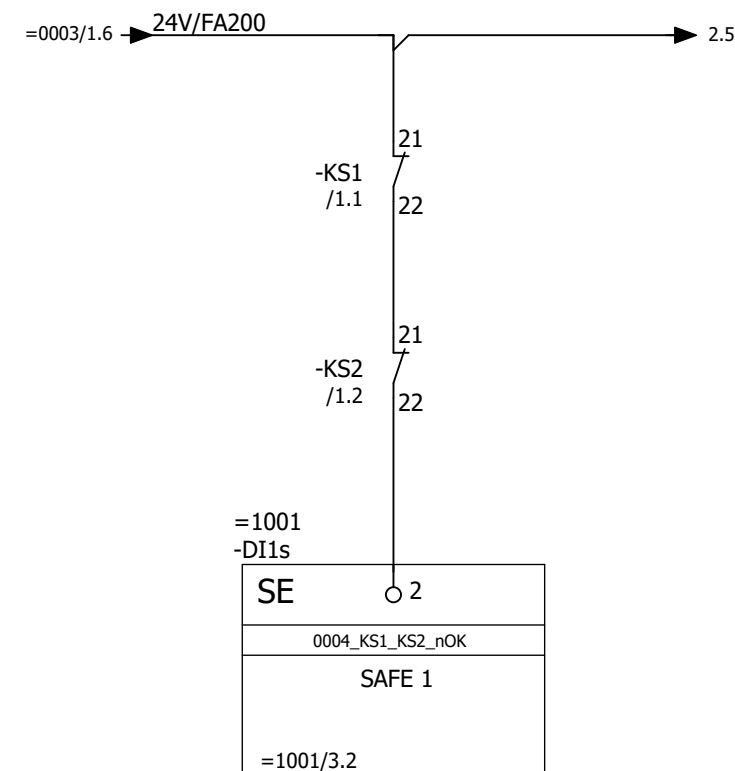 =0003/1.6
24V/FA200
2.5
21
-KS1
/1.1
22
21
-KS2
/1.2
22
=1001
-DI1s
SE
2
0004_KS1_KS2_nOK
SAFE 1
=1001/3.2